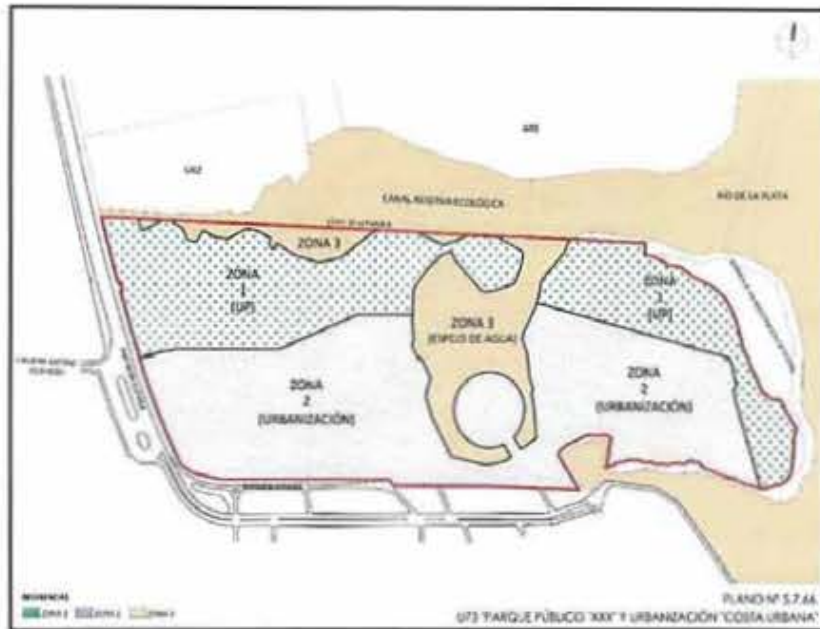 ARE
UAZ
CANAL RESERVA ECOLÓGICA
RIO DE LA PLATA
ZONA 3
ZONA
1
(UP)
ZONA
1
(UP)
ZONA 3
(ESPEJO DE AGUA)
ZONA
2
(URBANIZACIÓN)
ZONA
2
(URBANIZACIÓN)
REFERENCIAS
ZONA 1 ZONA 2 ZONA 3
PLANO Nº 5.7.66
U73 "PARQUE PÚBLICO "XXX" Y URBANIZACIÓN "COSTA URBANA"